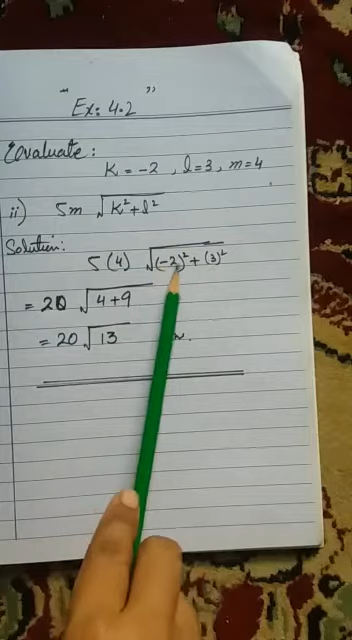 " Ex: 4.2 "
Evaluate:
K = -2 , l = 3 , m = 4
ii) 5m √(K² + l²)
Solution:
5(4) √((-2)² + (3)²)
= 20 √(4+9)
= 20 √13